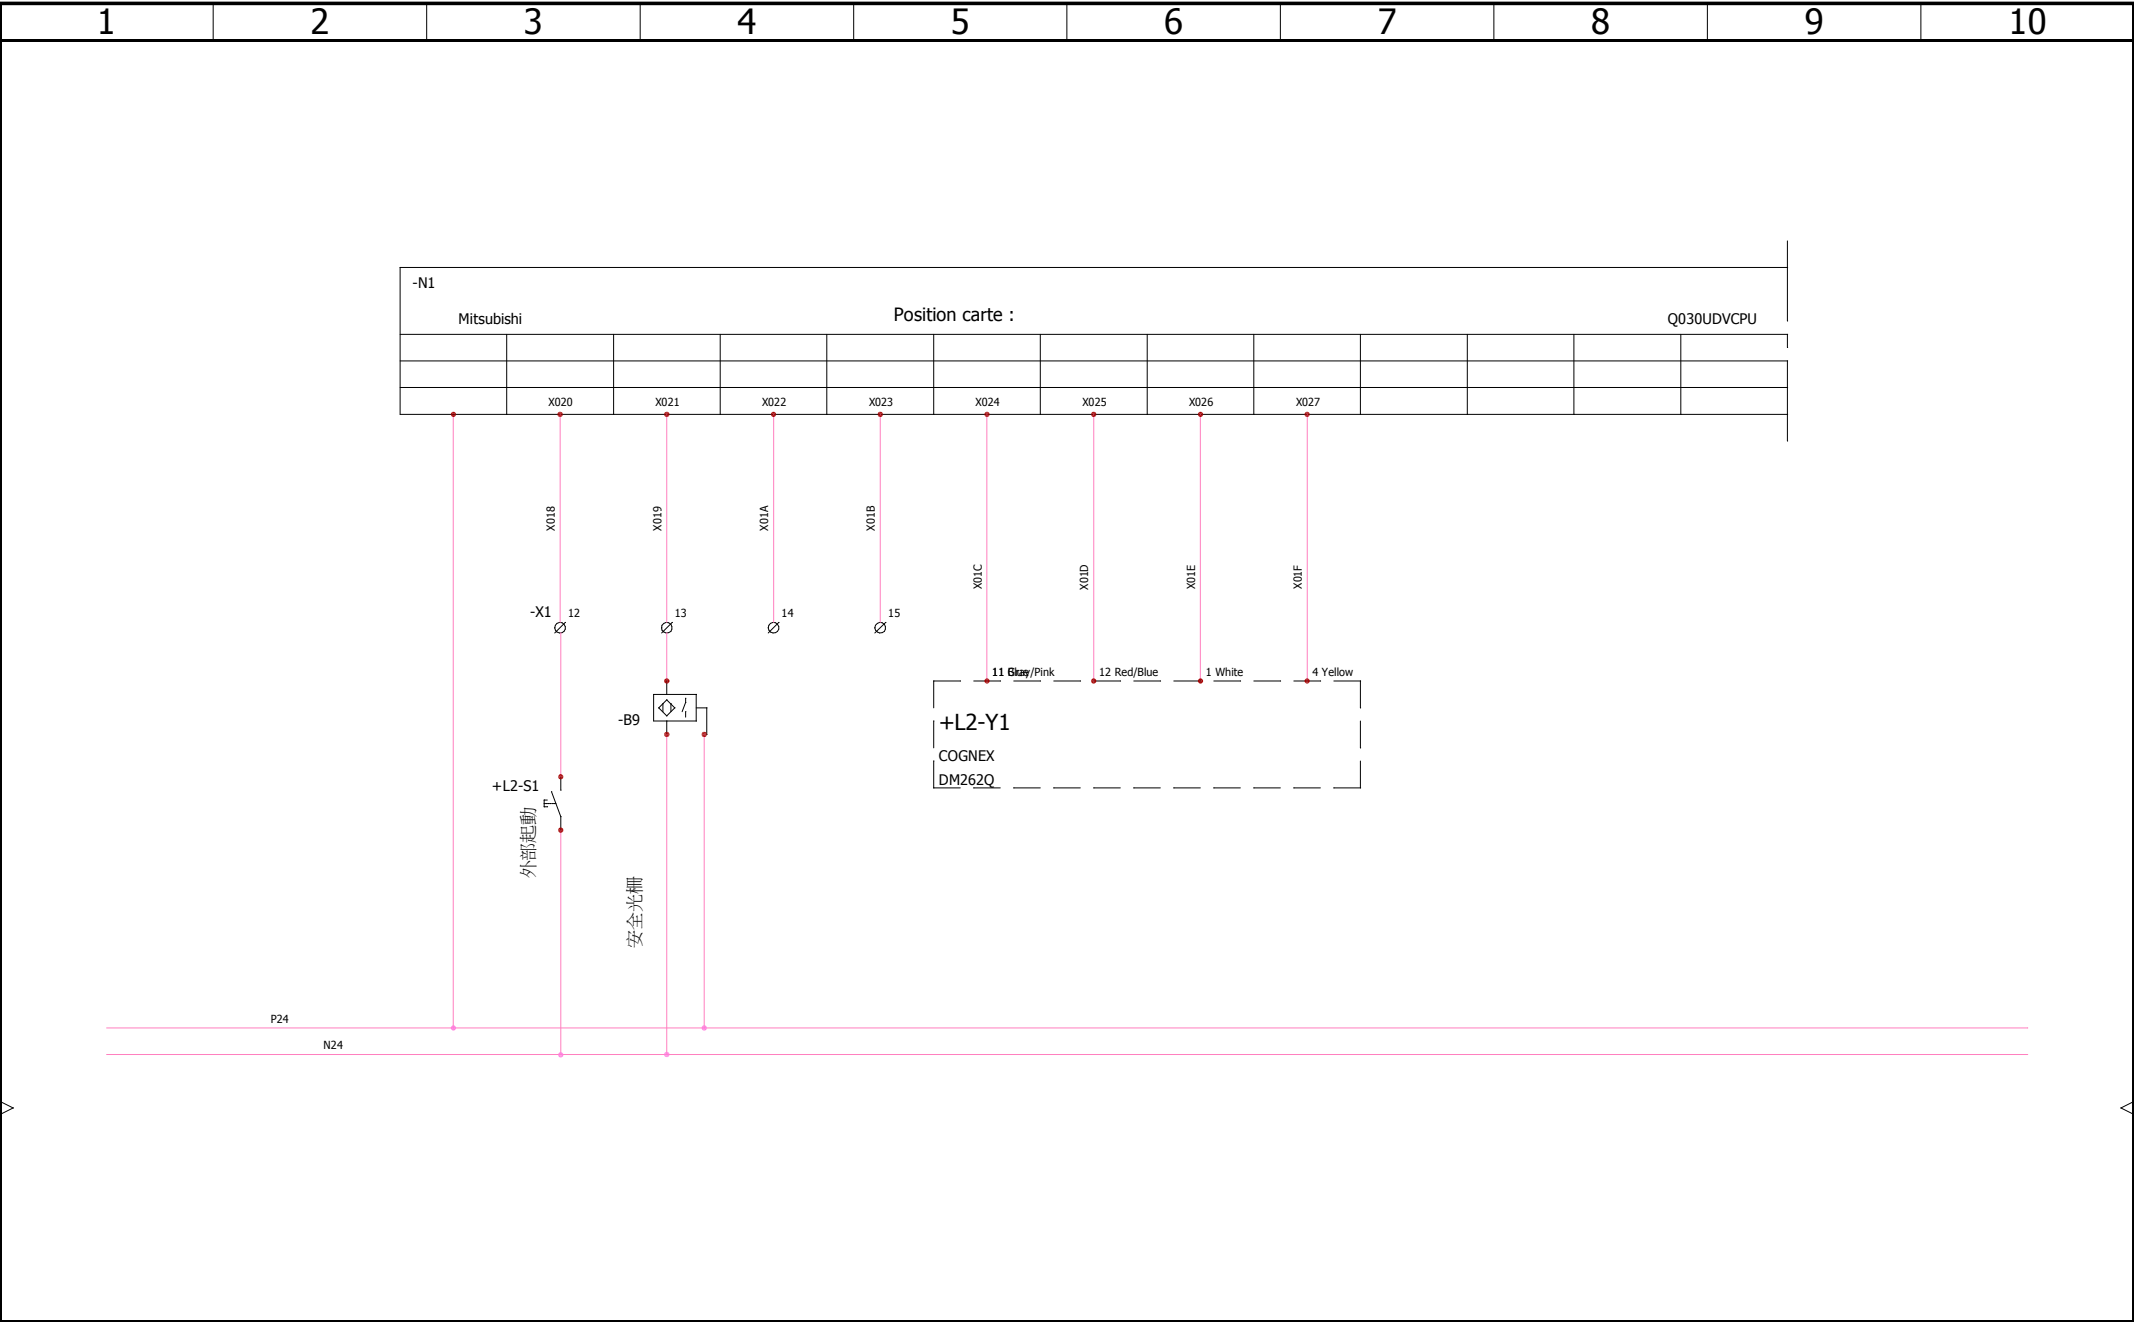 1 2 3 4 5 6 7 8 9 10
-N1
Mitsubishi Position carte : Q030UDVCPU
X020 X021 X022 X023 X024 X025 X026 X027
X018 X019 X01A X01B
X01C X01D X01E X01F
-X1 12 13 14 15
11 Gray/Pink 12 Red/Blue 1 White 4 Yellow
-B9
+L2-Y1
COGNEX
DM262Q
+L2-S1
外部起動
安全光柵
P24
N24